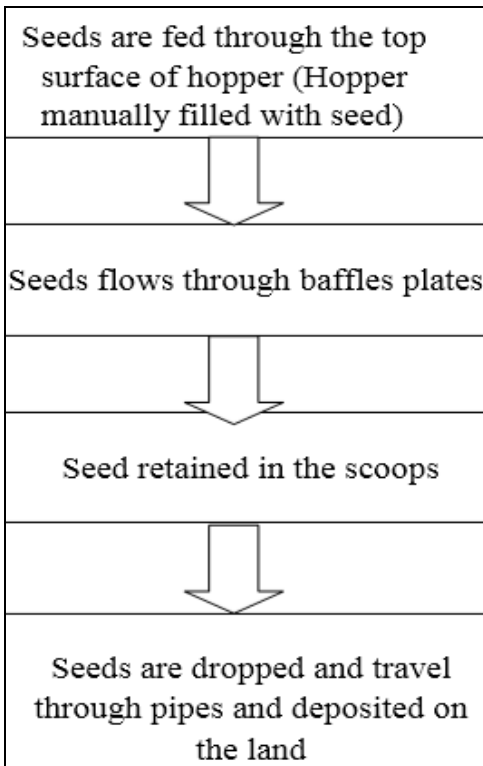 Seeds are fed through the top
surface of hopper (Hopper
manually filled with seed)
Seeds flows through baffles plates
Seed retained in the scoops
Seeds are dropped and travel
through pipes and deposited on
the land